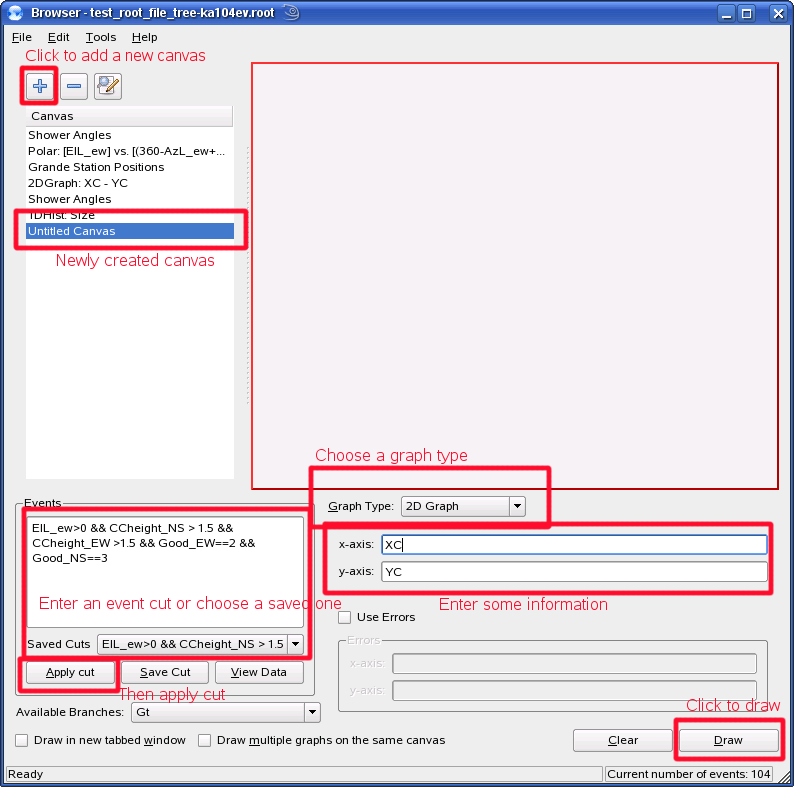 Browser - test_root_file_tree-ka104ev.root
File Edit Tools Help
Click to add a new canvas
Canvas
Shower Angles
Polar: [EIL_ew] vs. [(360-AzL_ew+...
Grande Station Positions
2DGraph: XC - YC
Shower Angles
1DHist: Size
Untitled Canvas
Newly created canvas
Choose a graph type
Events
Graph Type: 2D Graph
EIL_ew>0 && CCheight_NS > 1.5 &&
CCheight_EW >1.5 && Good_EW==2 &&
Good_NS==3
x-axis: XC
y-axis: YC
Enter an event cut or choose a saved one
Enter some information
Use Errors
Saved Cuts EIL_ew>0 && CCheight_NS > 1.5
Errors
x-axis:
y-axis:
Apply cut Save Cut View Data
Then apply cut
Click to draw
Available Branches: Gt
Draw in new tabbed window Draw multiple graphs on the same canvas
Clear Draw
Ready Current number of events: 104